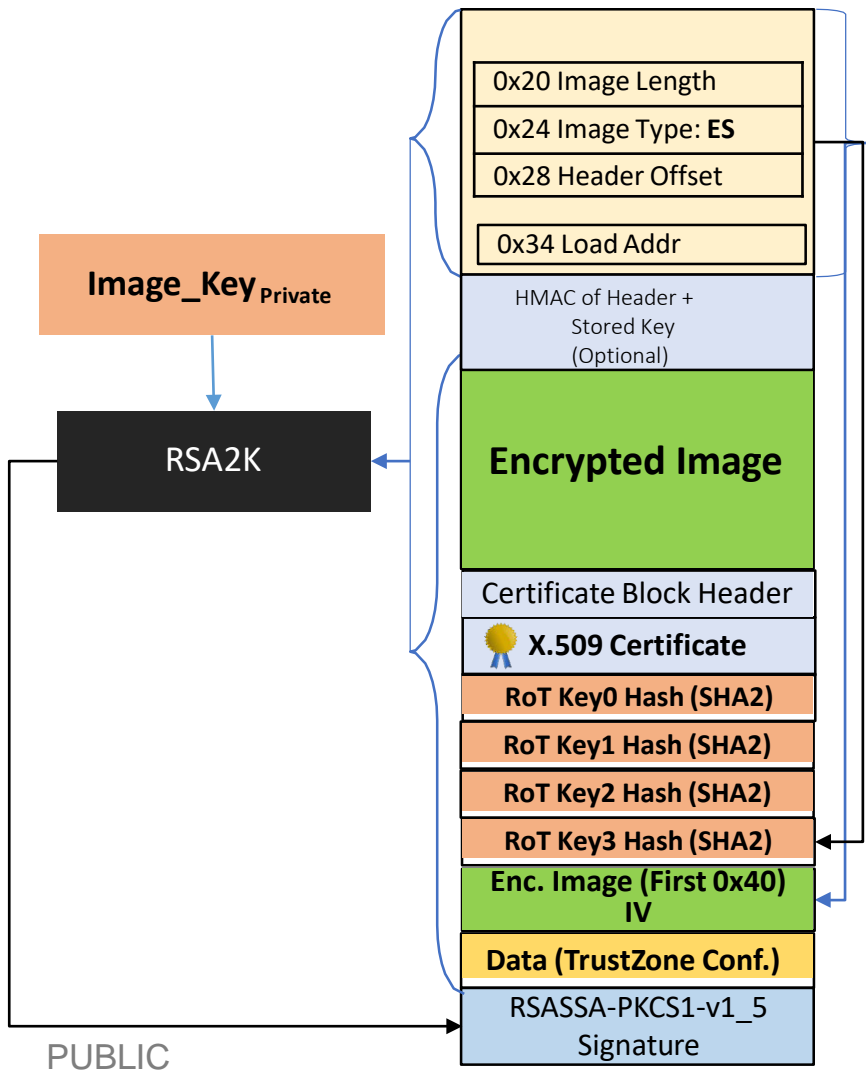 0x20 Image Length
0x24 Image Type: ES
0x28 Header Offset
0x34 Load Addr
Image_Key Private
HMAC of Header +
Stored Key
(Optional)
RSA2K
Encrypted Image
Certificate Block Header
X.509 Certificate
RoT Key0 Hash (SHA2)
RoT Key1 Hash (SHA2)
RoT Key2 Hash (SHA2)
RoT Key3 Hash (SHA2)
Enc. Image (First 0x40)
IV
Data (TrustZone Conf.)
RSASSA-PKCS1-v1_5
Signature
PUBLIC